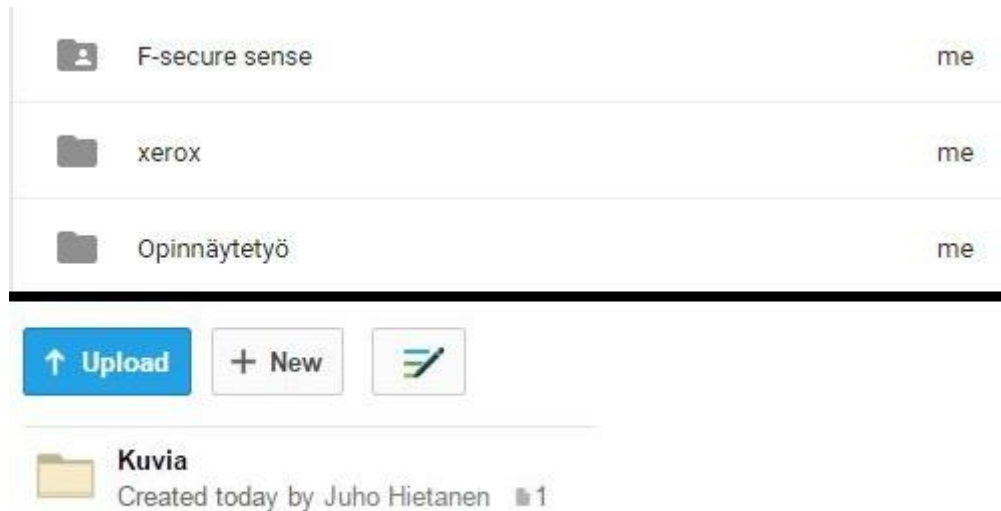 F-secure sense me
xerox me
Opinnäytetyö me
Upload + New
Kuvia
Created today by Juho Hietanen 1